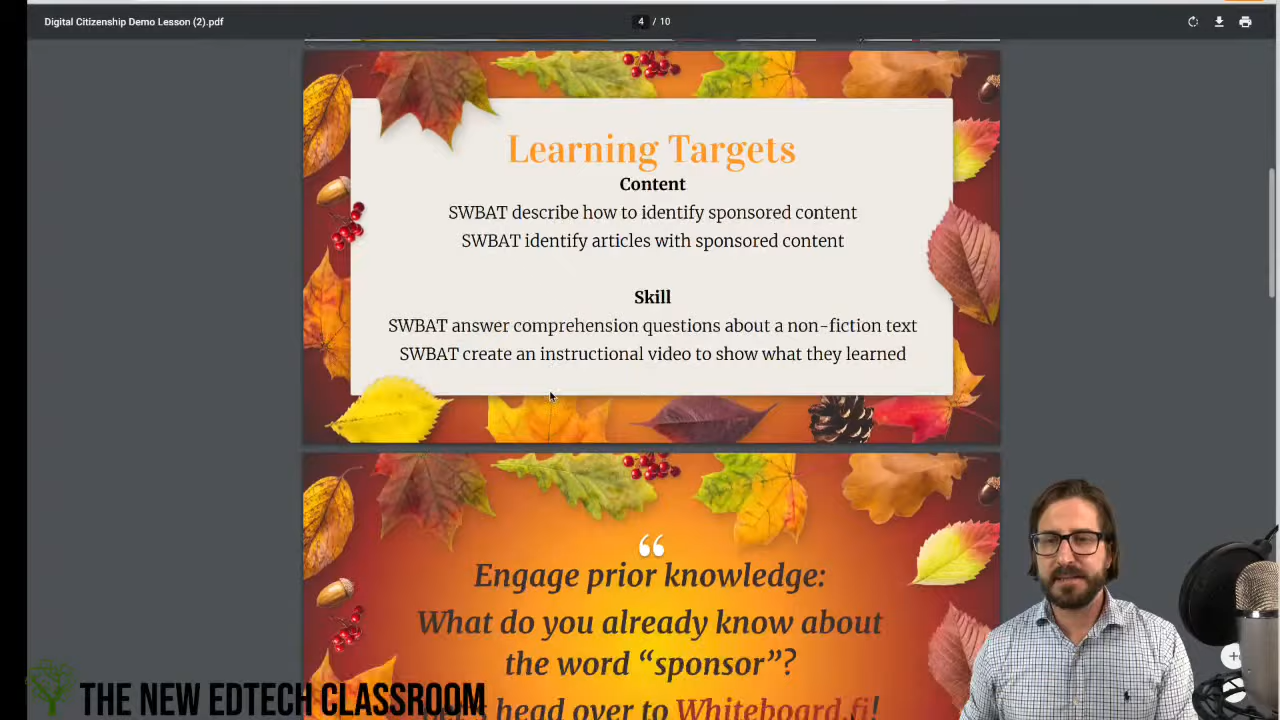 Digital Citizenship Demo Lesson (2).pdf
4 / 10
Learning Targets
Content
SWBAT describe how to identify sponsored content
SWBAT identify articles with sponsored content
Skill
SWBAT answer comprehension questions about a non-fiction text
SWBAT create an instructional video to show what they learned
“
Engage prior knowledge:
What do you already know about
the word “sponsor”?
head over to Whiteboard.fi!
THE NEW EDTECH CLASSROOM